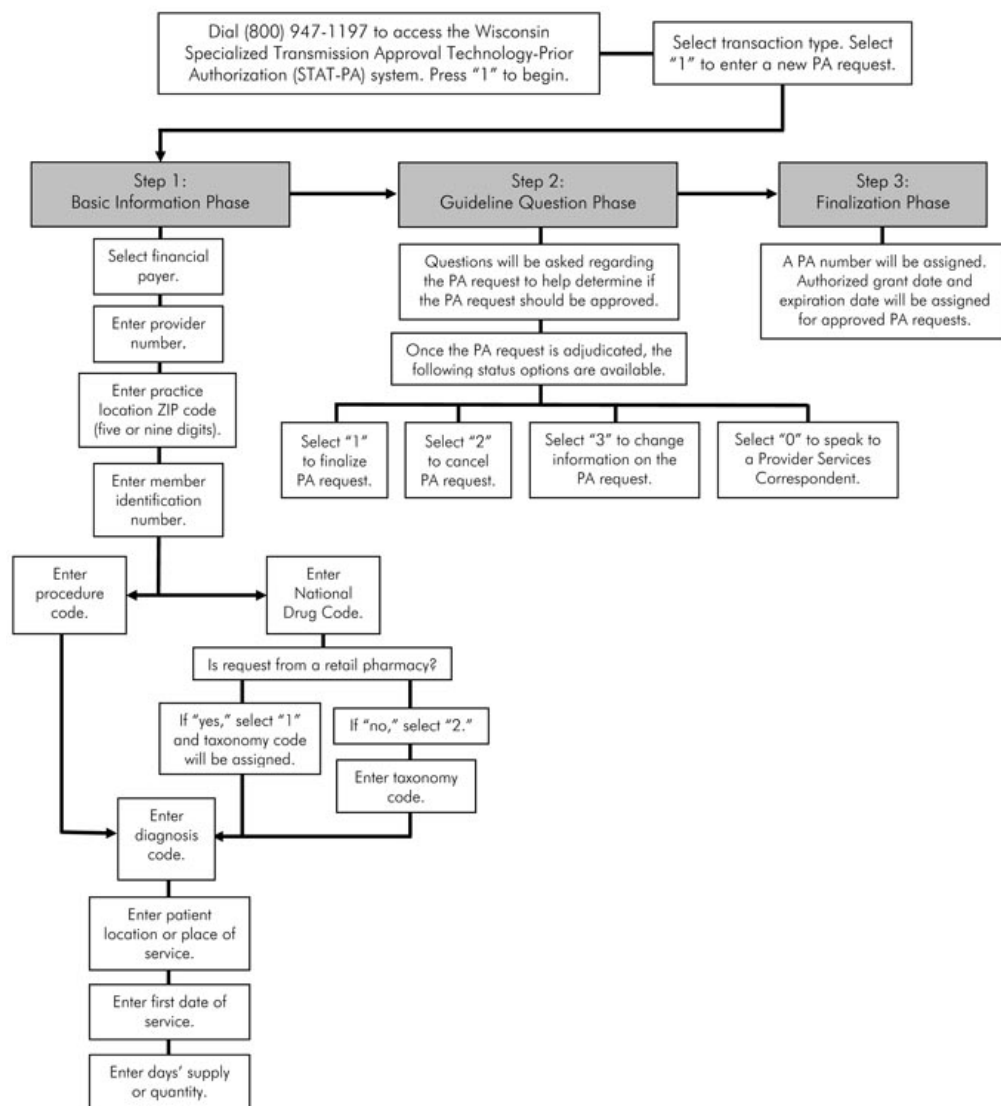 Dial (800) 947-1197 to access the Wisconsin
Specialized Transmission Approval Technology-Prior
Authorization (STAT-PA) system. Press “1” to begin.
Select transaction type. Select
“1” to enter a new PA request.
Step 1:
Basic Information Phase
Step 2:
Guideline Question Phase
Step 3:
Finalization Phase
Select financial
payer.
Enter provider
number.
Enter practice
location ZIP code
(five or nine digits).
Enter member
identification
number.
Questions will be asked regarding
the PA request to help determine if
the PA request should be approved.
Once the PA request is adjudicated, the
following status options are available.
Select “1”
to finalize
PA request.
Select “2”
to cancel
PA request.
Select “3” to change
information on the
PA request.
Select “0” to speak to
a Provider Services
Correspondent.
A PA number will be assigned.
Authorized grant date and
expiration date will be assigned
for approved PA requests.
Enter
procedure
code.
Enter
National
Drug Code.
Is request from a retail pharmacy?
If “yes,” select “1”
and taxonomy code
will be assigned.
If “no,” select “2.”
Enter taxonomy
code.
Enter
diagnosis
code.
Enter patient
location or place of
service.
Enter first date of
service.
Enter days’ supply
or quantity.